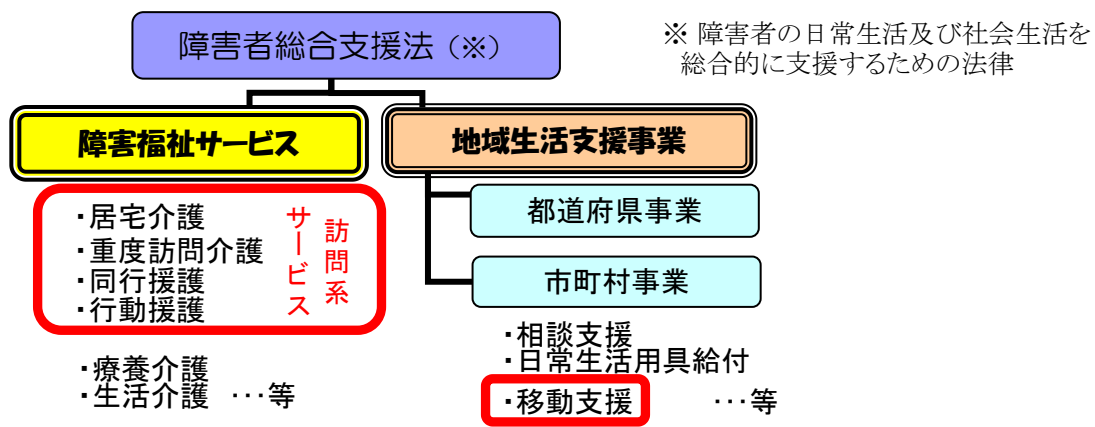 障害者総合支援法（※）
※ 障害者の日常生活及び社会生活を
総合的に支援するための法律
障害福祉サービス
・居宅介護
・重度訪問介護
・同行援護
・行動援護
訪問系
サービス
・療養介護
・生活介護 …等
地域生活支援事業
都道府県事業
市町村事業
・相談支援
・日常生活用具給付
・移動支援 …等